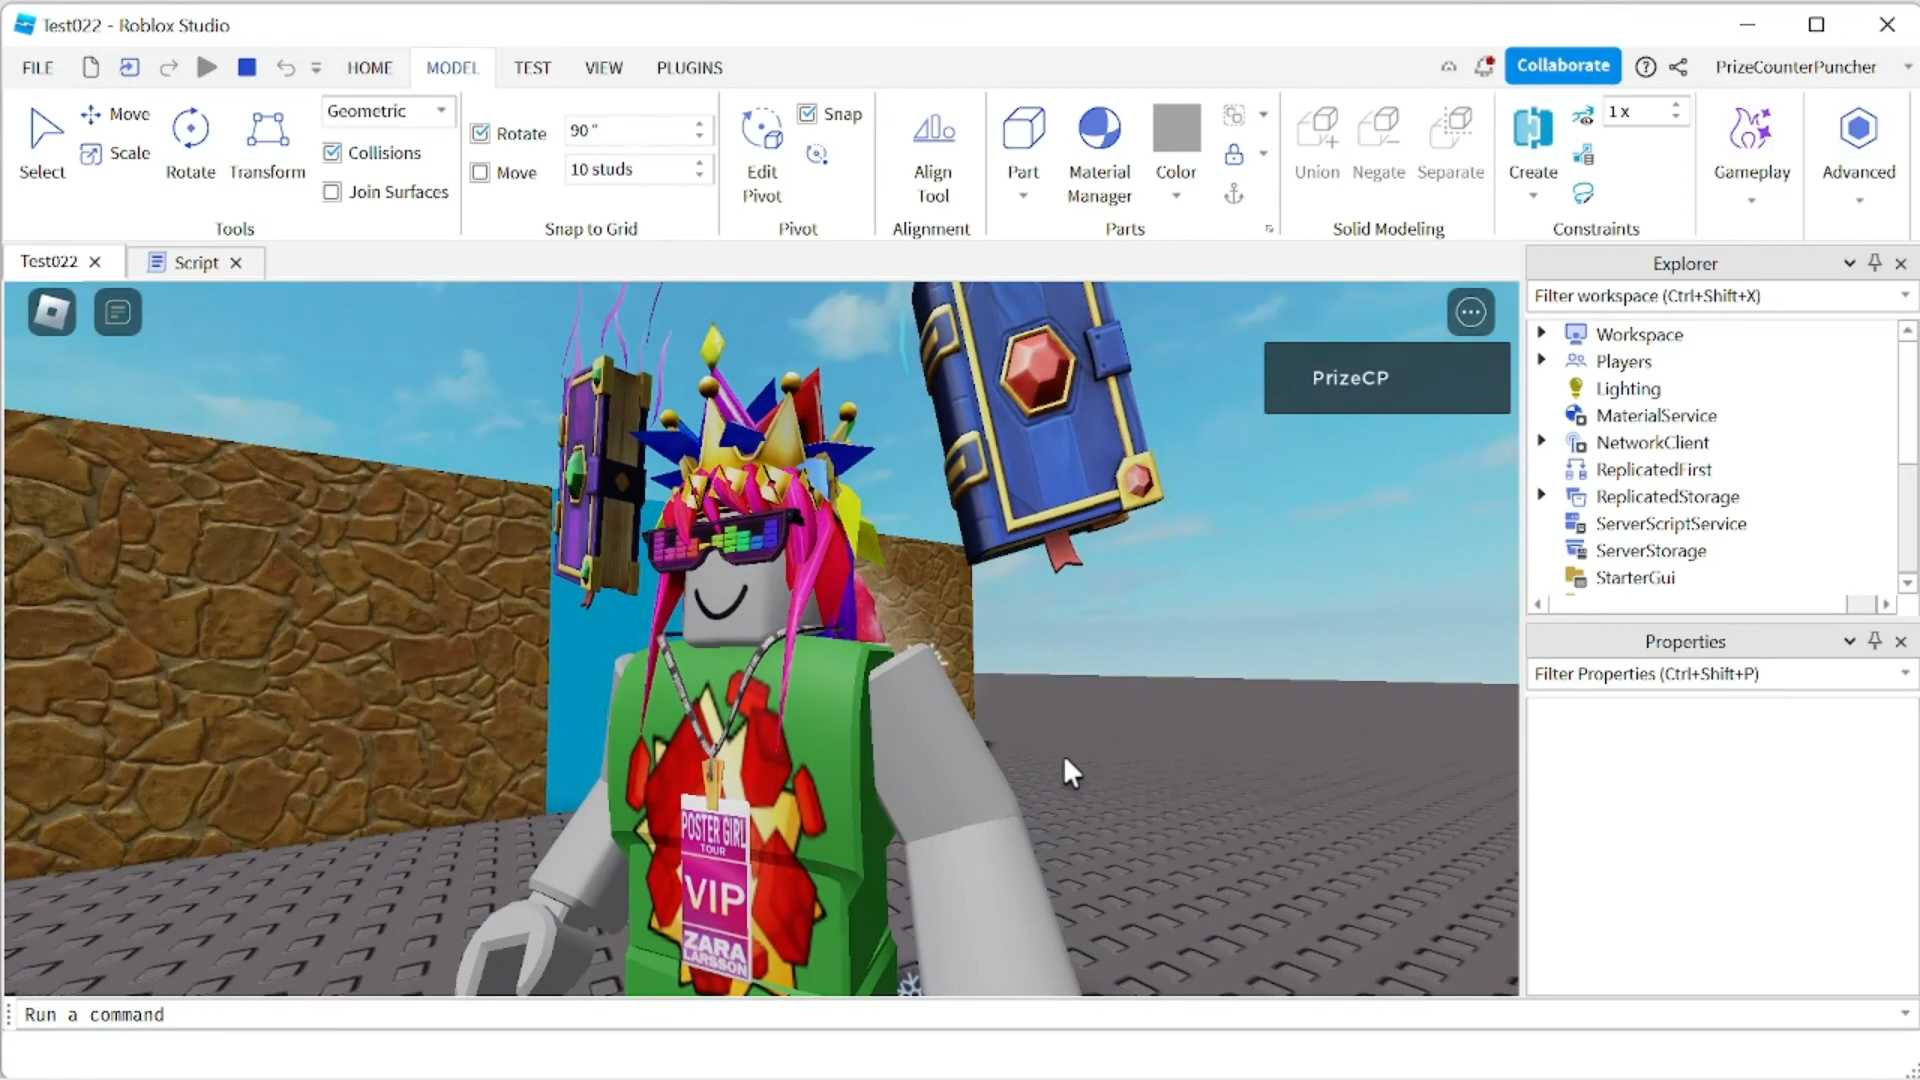 Test022 - Roblox Studio
FILE HOME MODEL TEST VIEW PLUGINS Collaborate PrizeCounterPuncher
Select Move Scale Rotate Transform Geometric Collisions Join Surfaces
Tools
Rotate 90 °
Move 10 studs
Snap to Grid
Edit Pivot Snap
Pivot
Align Tool
Alignment
Part Material Manager Color
Parts
Union Negate Separate
Solid Modeling
Create 1 x
Constraints
Gameplay
Advanced
Test022 Script
PrizeCP
POSTER GIRL
TOUR
VIP
ZARA
LARSSON
Explorer
Filter workspace (Ctrl+Shift+X)
Workspace
Players
Lighting
MaterialService
NetworkClient
ReplicatedFirst
ReplicatedStorage
ServerScriptService
ServerStorage
StarterGui
Properties
Filter Properties (Ctrl+Shift+P)
Run a command